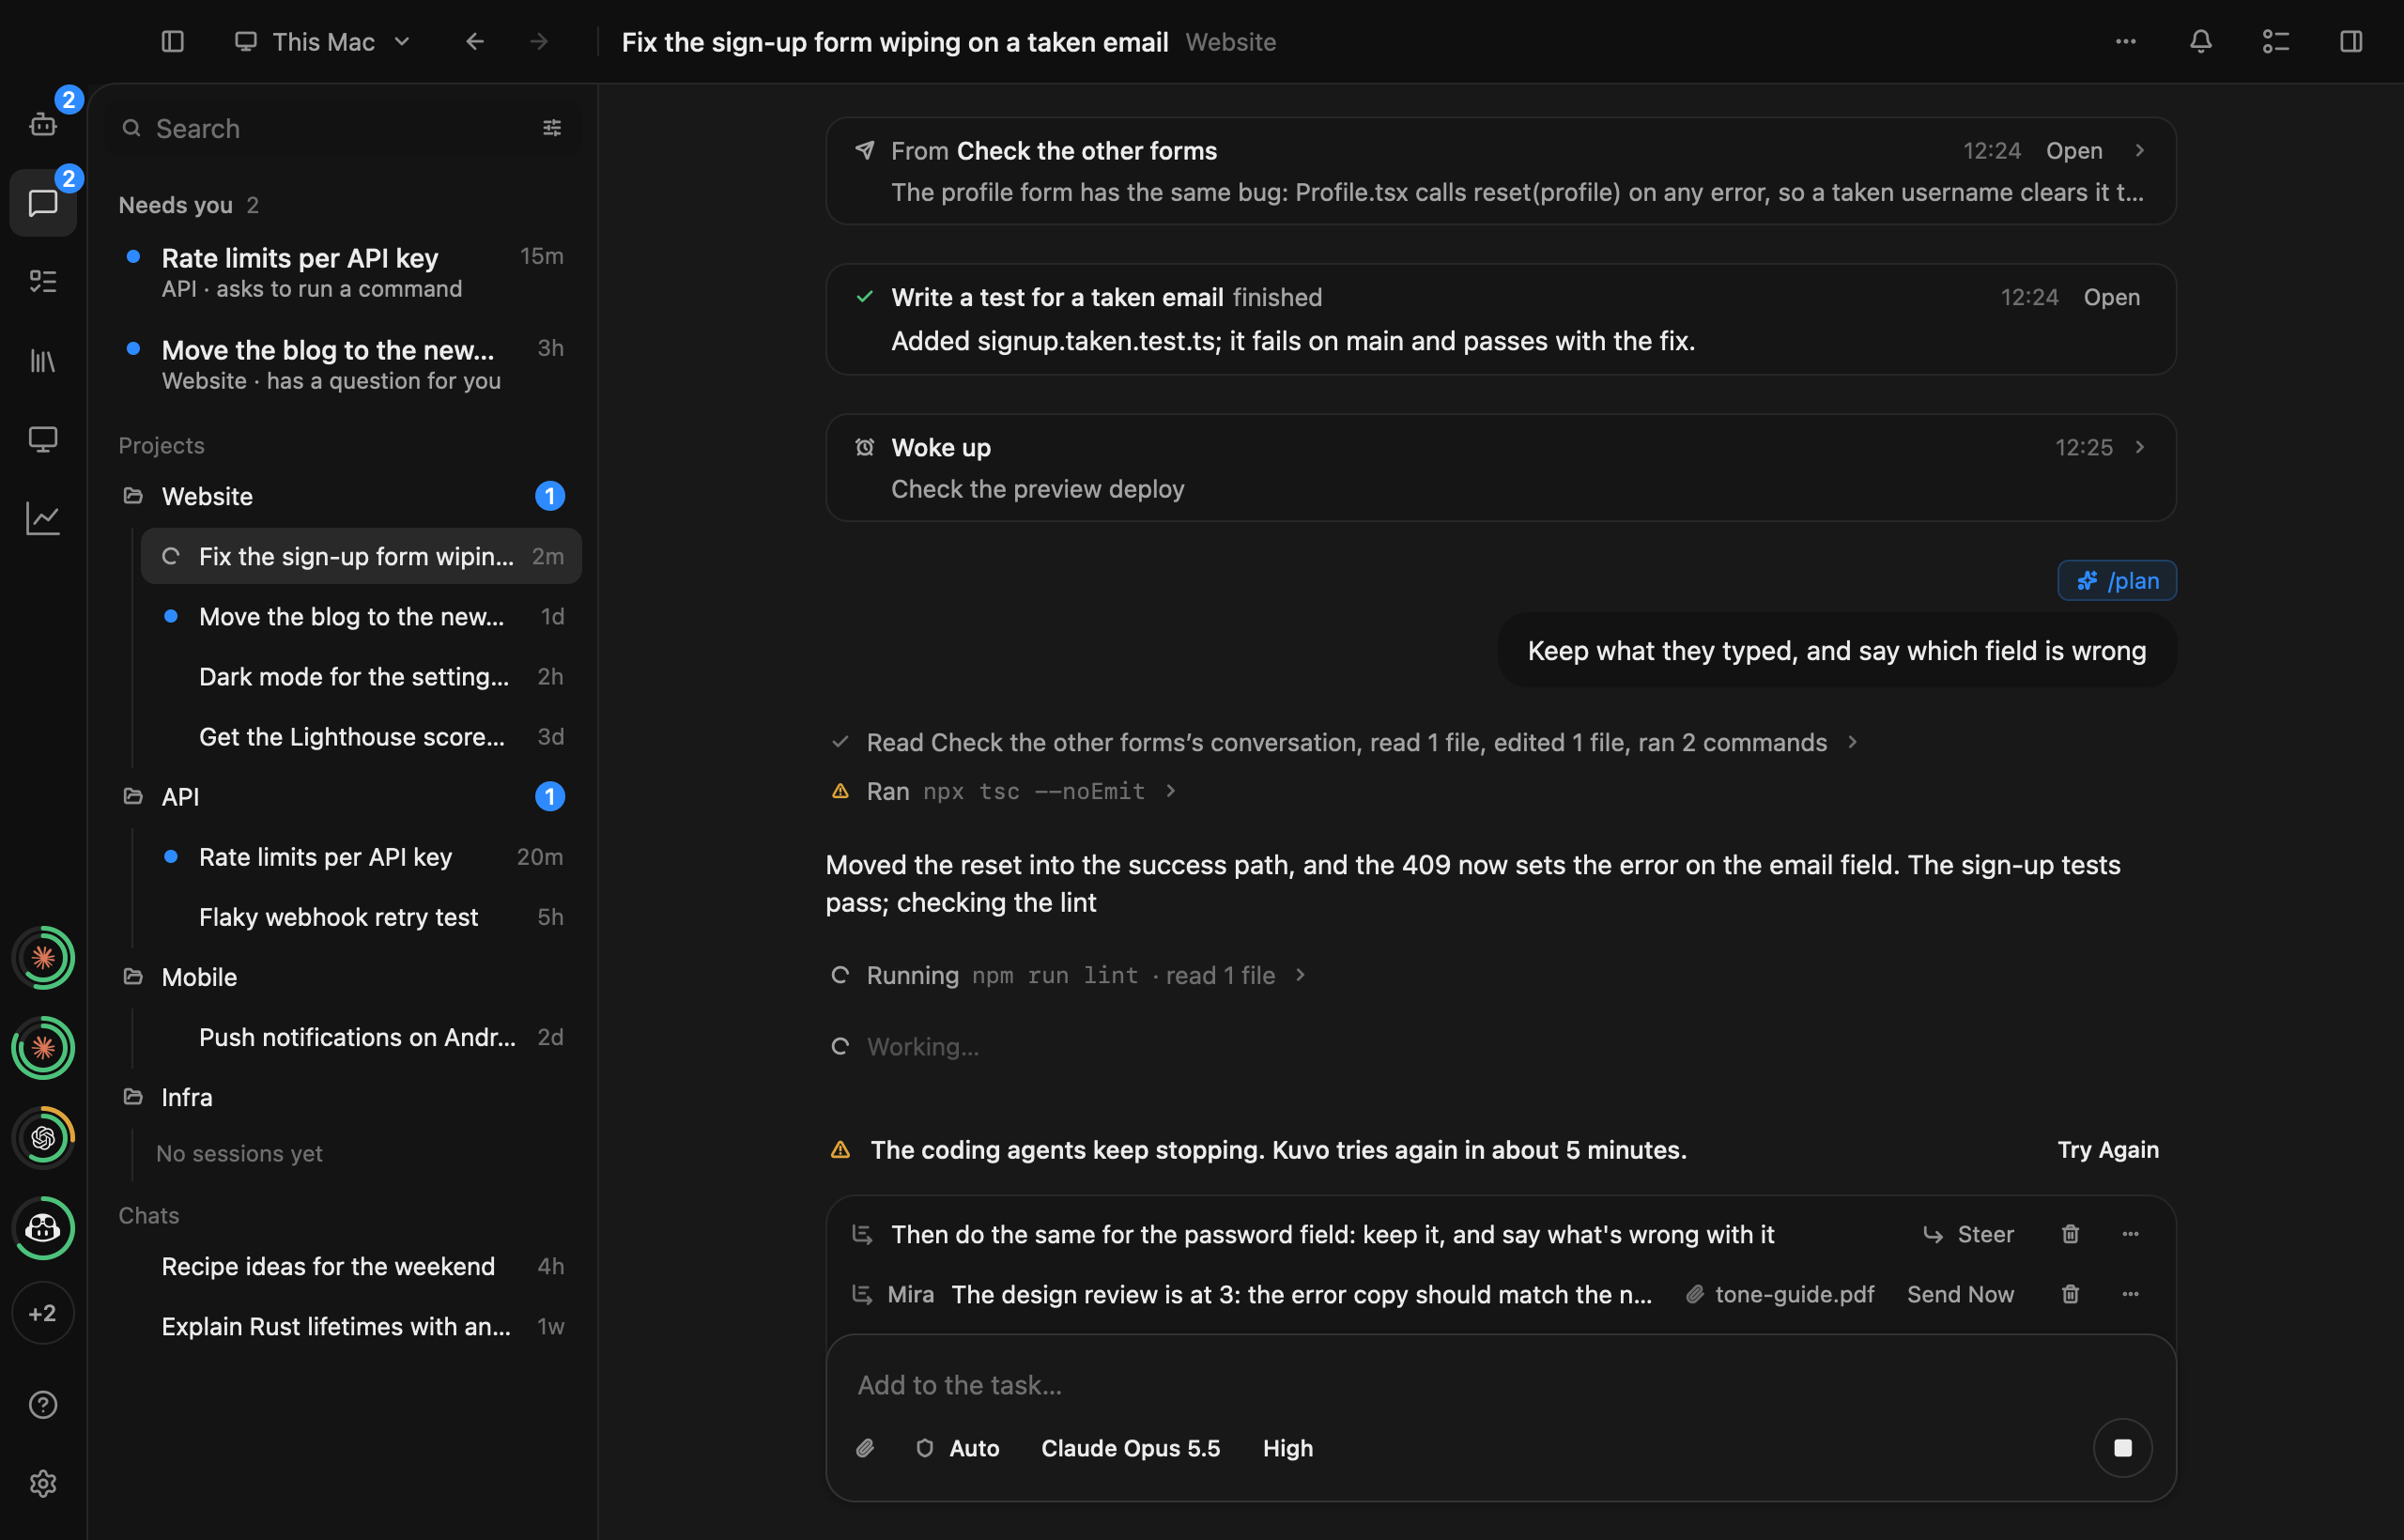 This Mac
Fix the sign-up form wiping on a taken email Website
2
2
Search
Needs you 2
Rate limits per API key 15m
API · asks to run a command
Move the blog to the new... 3h
Website · has a question for you
Projects
Website 1
Fix the sign-up form wipin... 2m
Move the blog to the new... 1d
Dark mode for the setting... 2h
Get the Lighthouse score... 3d
API 1
Rate limits per API key 20m
Flaky webhook retry test 5h
Mobile
Push notifications on Andr... 2d
Infra
No sessions yet
Chats
Recipe ideas for the weekend 4h
Explain Rust lifetimes with an... 1w
+2
From Check the other forms 12:24 Open
The profile form has the same bug: Profile.tsx calls reset(profile) on any error, so a taken username clears it t...
Write a test for a taken email finished 12:24 Open
Added signup.taken.test.ts; it fails on main and passes with the fix.
Woke up 12:25
Check the preview deploy
/plan
Keep what they typed, and say which field is wrong
Read Check the other forms’s conversation, read 1 file, edited 1 file, ran 2 commands
Ran npx tsc --noEmit
Moved the reset into the success path, and the 409 now sets the error on the email field. The sign-up tests
pass; checking the lint
Running npm run lint · read 1 file
Working...
The coding agents keep stopping. Kuvo tries again in about 5 minutes. Try Again
Then do the same for the password field: keep it, and say what's wrong with it Steer
Mira The design review is at 3: the error copy should match the n... tone-guide.pdf Send Now
Add to the task...
Auto Claude Opus 5.5 High